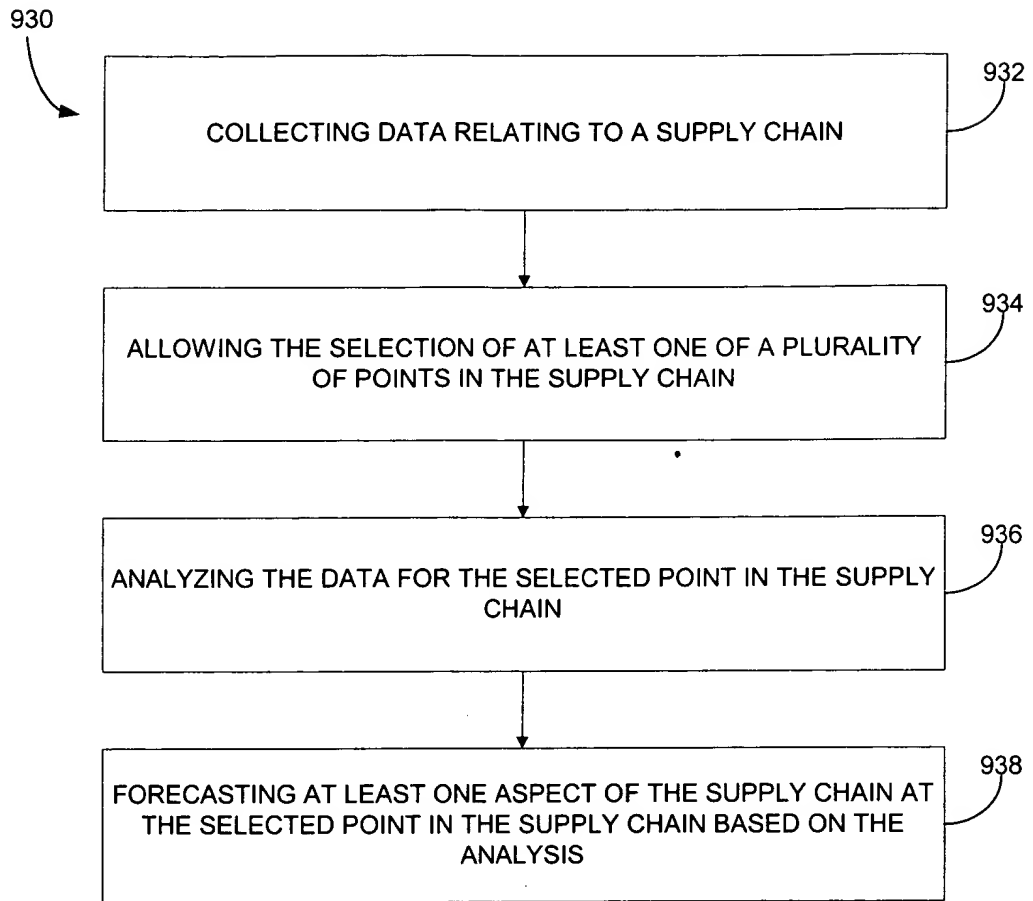 930
932
COLLECTING DATA RELATING TO A SUPPLY CHAIN
934
ALLOWING THE SELECTION OF AT LEAST ONE OF A PLURALITY
OF POINTS IN THE SUPPLY CHAIN
936
ANALYZING THE DATA FOR THE SELECTED POINT IN THE SUPPLY
CHAIN
938
FORECASTING AT LEAST ONE ASPECT OF THE SUPPLY CHAIN AT
THE SELECTED POINT IN THE SUPPLY CHAIN BASED ON THE
ANALYSIS